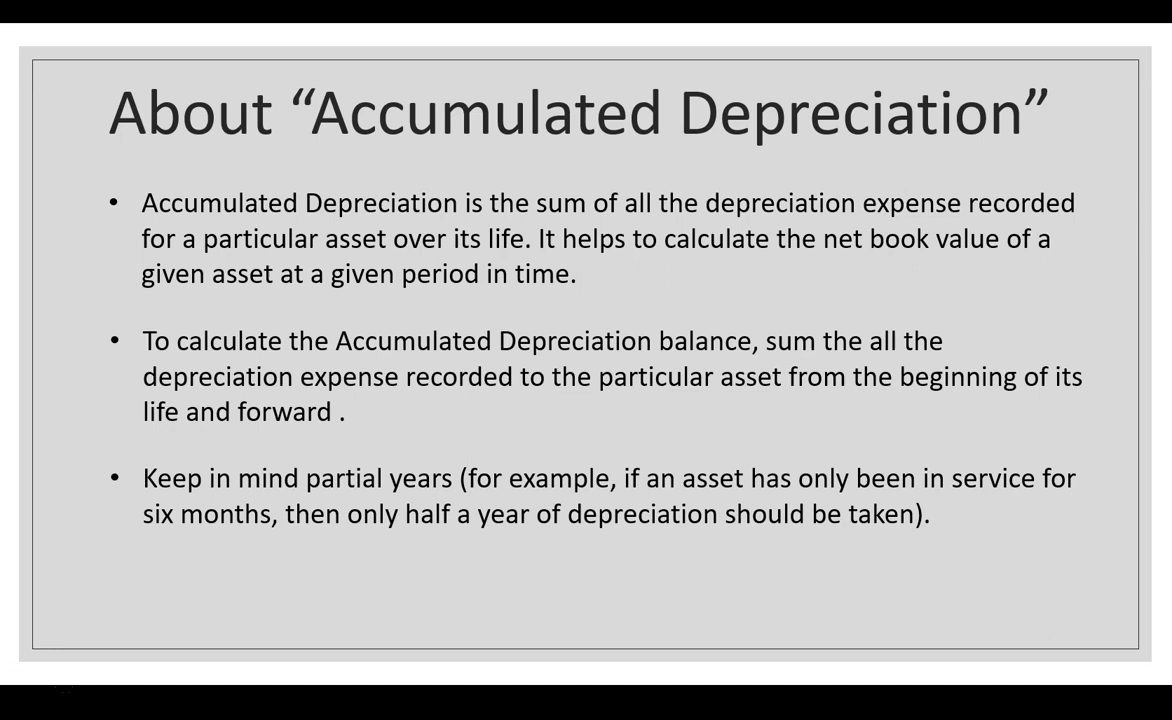 About “Accumulated Depreciation”
• Accumulated Depreciation is the sum of all the depreciation expense recorded
for a particular asset over its life. It helps to calculate the net book value of a
given asset at a given period in time.
• To calculate the Accumulated Depreciation balance, sum the all the
depreciation expense recorded to the particular asset from the beginning of its
life and forward .
• Keep in mind partial years (for example, if an asset has only been in service for
six months, then only half a year of depreciation should be taken).